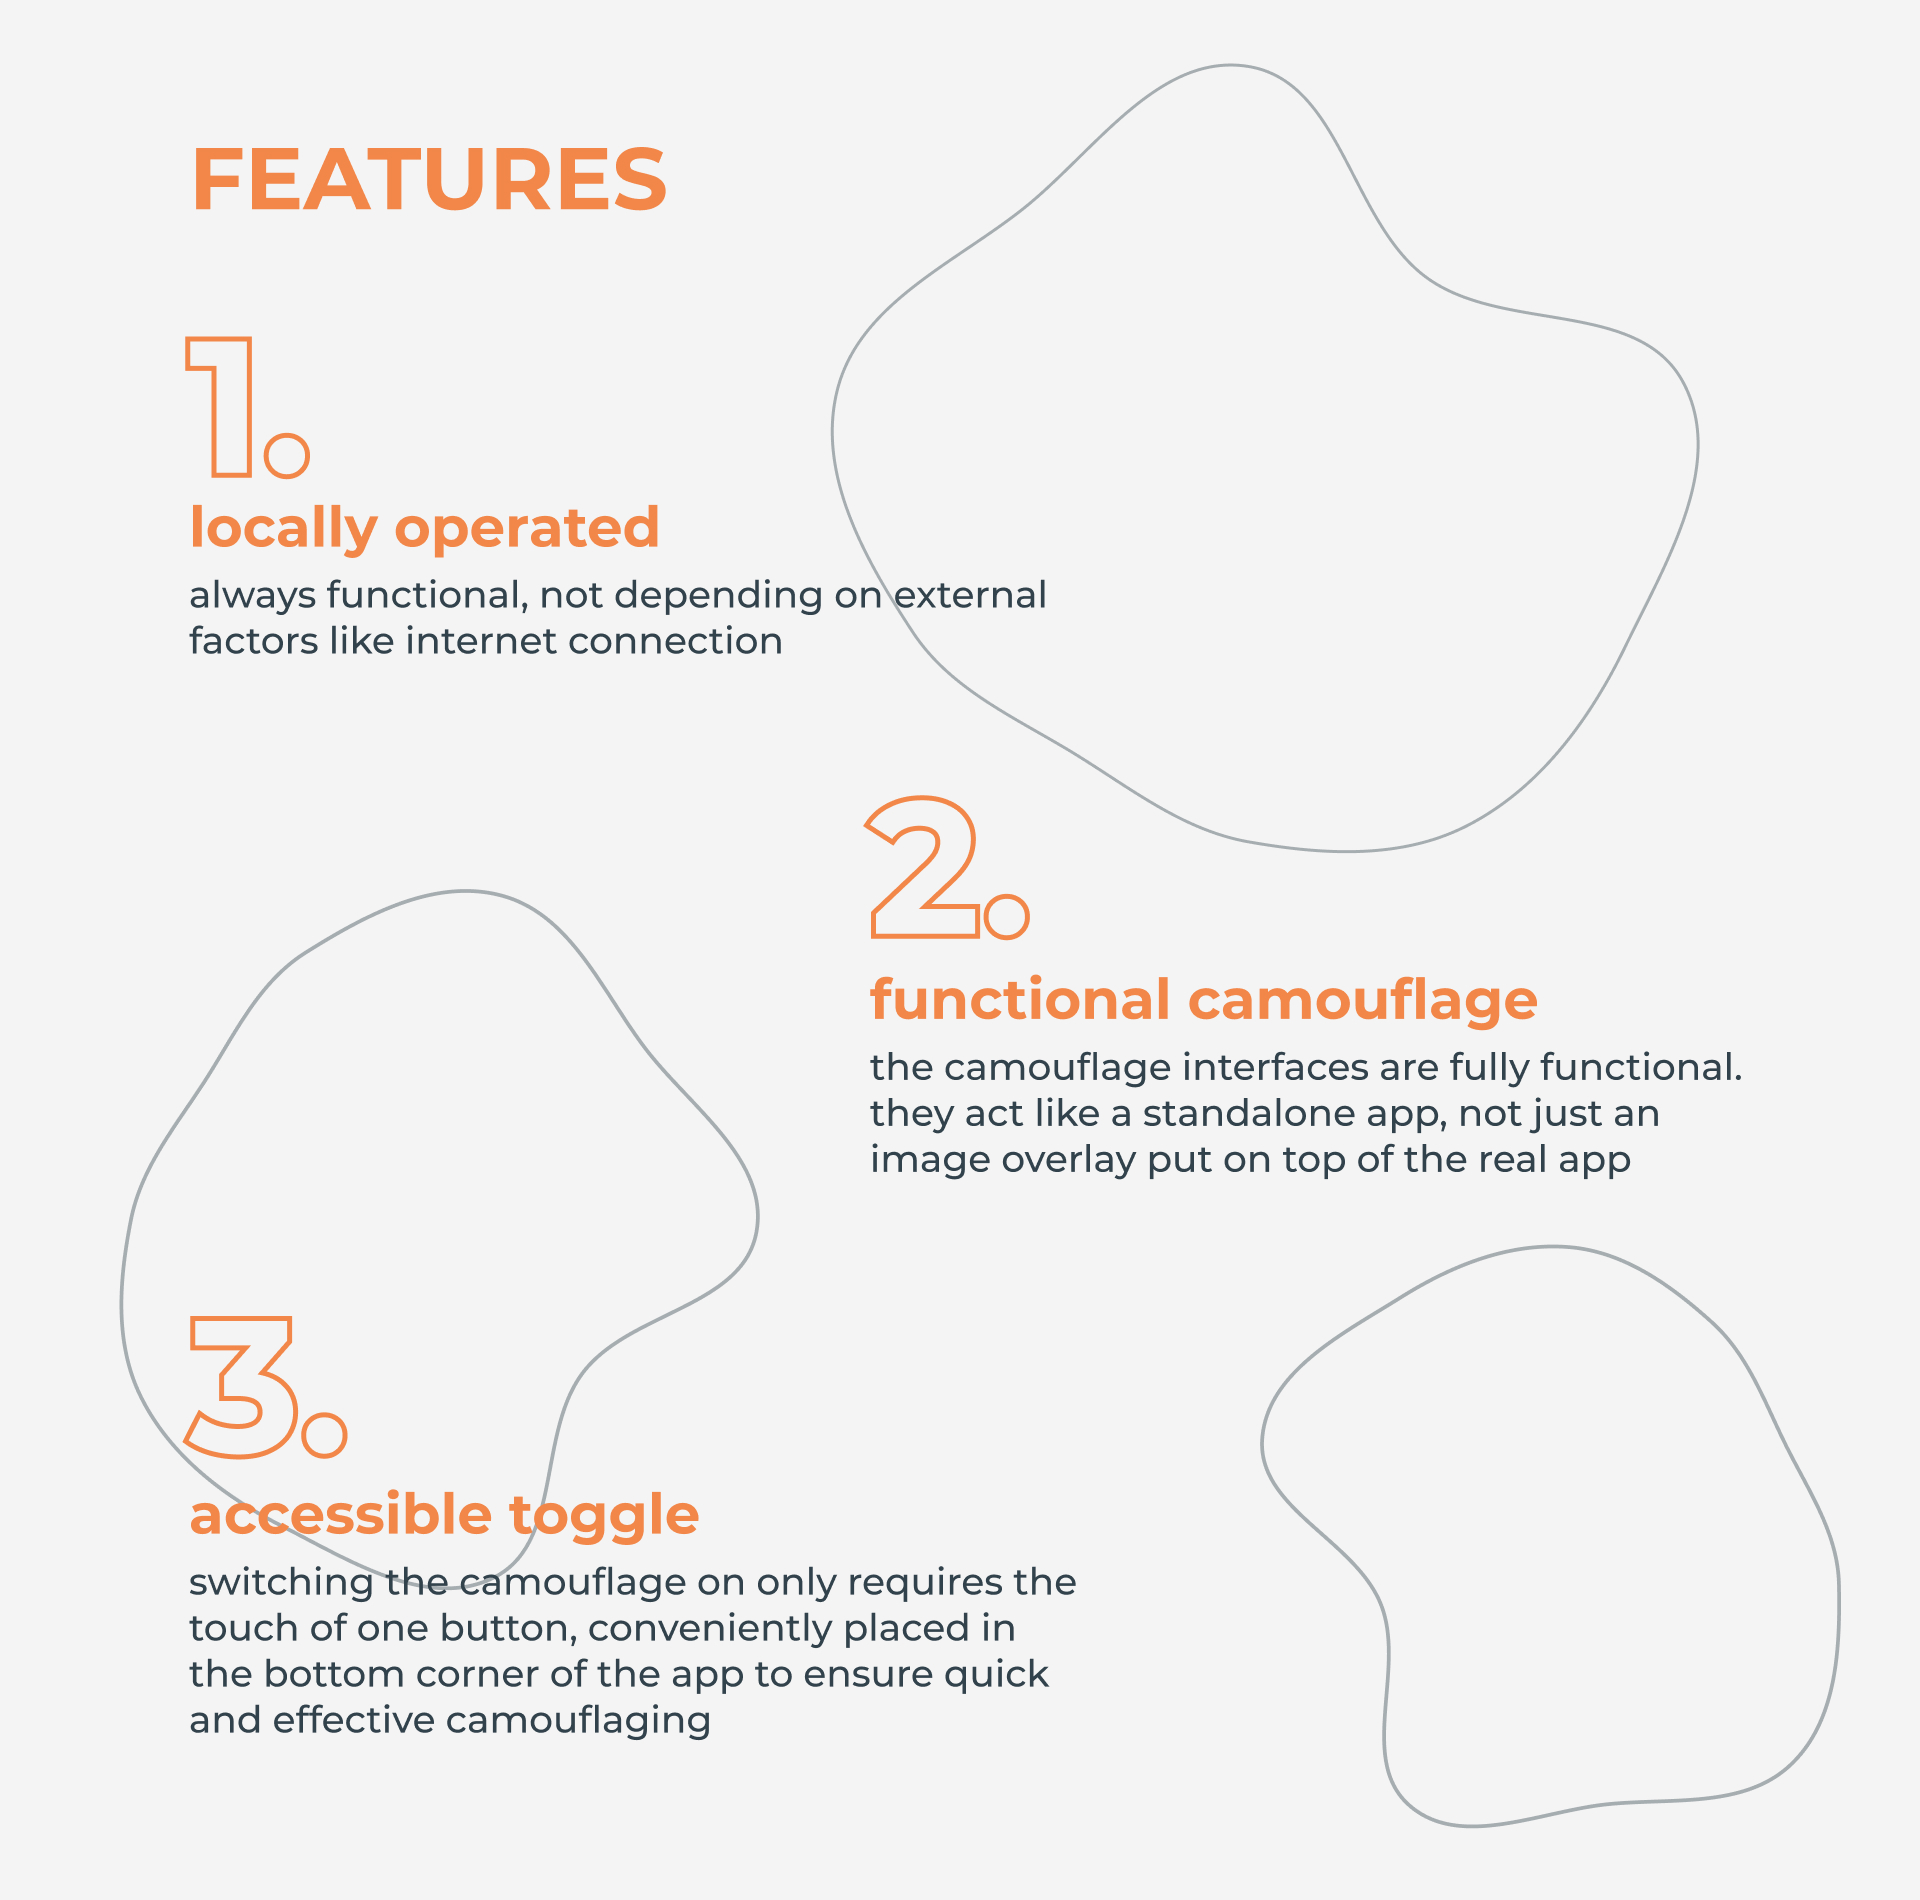 FEATURES
1.
locally operated
always functional, not depending on external
factors like internet connection
2.
functional camouflage
the camouflage interfaces are fully functional.
they act like a standalone app, not just an
image overlay put on top of the real app
3.
accessible toggle
switching the camouflage on only requires the
touch of one button, conveniently placed in
the bottom corner of the app to ensure quick
and effective camouflaging